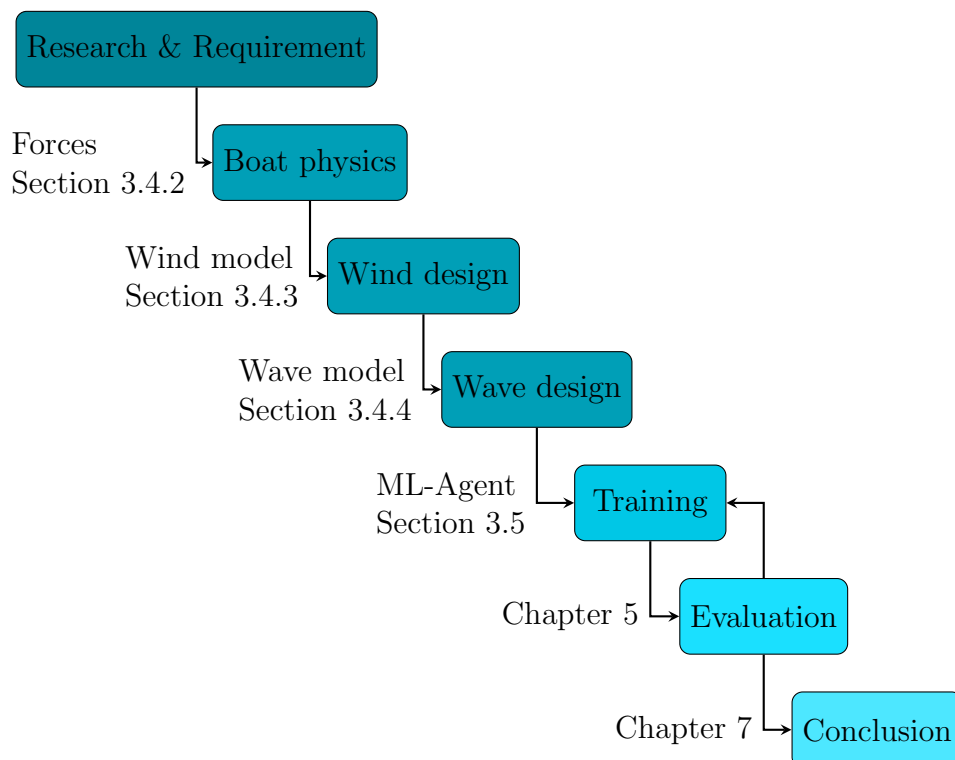 Research & Requirement
Forces
Section 3.4.2
Boat physics
Wind model
Section 3.4.3
Wind design
Wave model
Section 3.4.4
Wave design
ML-Agent
Section 3.5
Training
Chapter 5
Evaluation
Chapter 7
Conclusion